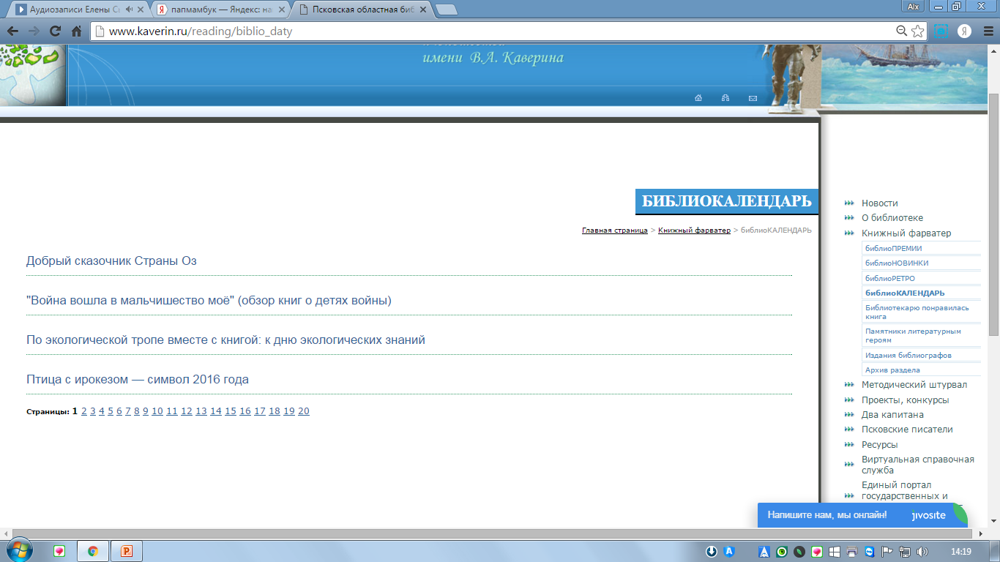 Аудиозаписи Елены Сы
папмамбук — Яндекс: на
Псковская областная биб
Alx
www.kaverin.ru/reading/biblio_daty
имени В.А. Каверина
БИБЛИОКАЛЕНДАРЬ
Главная страница > Книжный фарватер > библиоКАЛЕНДАРЬ
Добрый сказочник Страны Оз
"Война вошла в мальчишество моё" (обзор книг о детях войны)
По экологической тропе вместе с книгой: к дню экологических знаний
Птица с ирокезом — символ 2016 года
Страницы: 1 2 3 4 5 6 7 8 9 10 11 12 13 14 15 16 17 18 19 20
Новости
О библиотеке
Книжный фарватер
библиоПРЕМИИ
библиоНОВИНКИ
библиоРЕТРО
библиоКАЛЕНДАРЬ
Библиотекарю понравилась
книга
Памятники литературным
героям
Издания библиографов
Архив раздела
Методический штурвал
Проекты, конкурсы
Два капитана
Псковские писатели
Ресурсы
Виртуальная справочная
служба
Единый портал
государственных и
Напишите нам, мы онлайн! jivosite
14:19